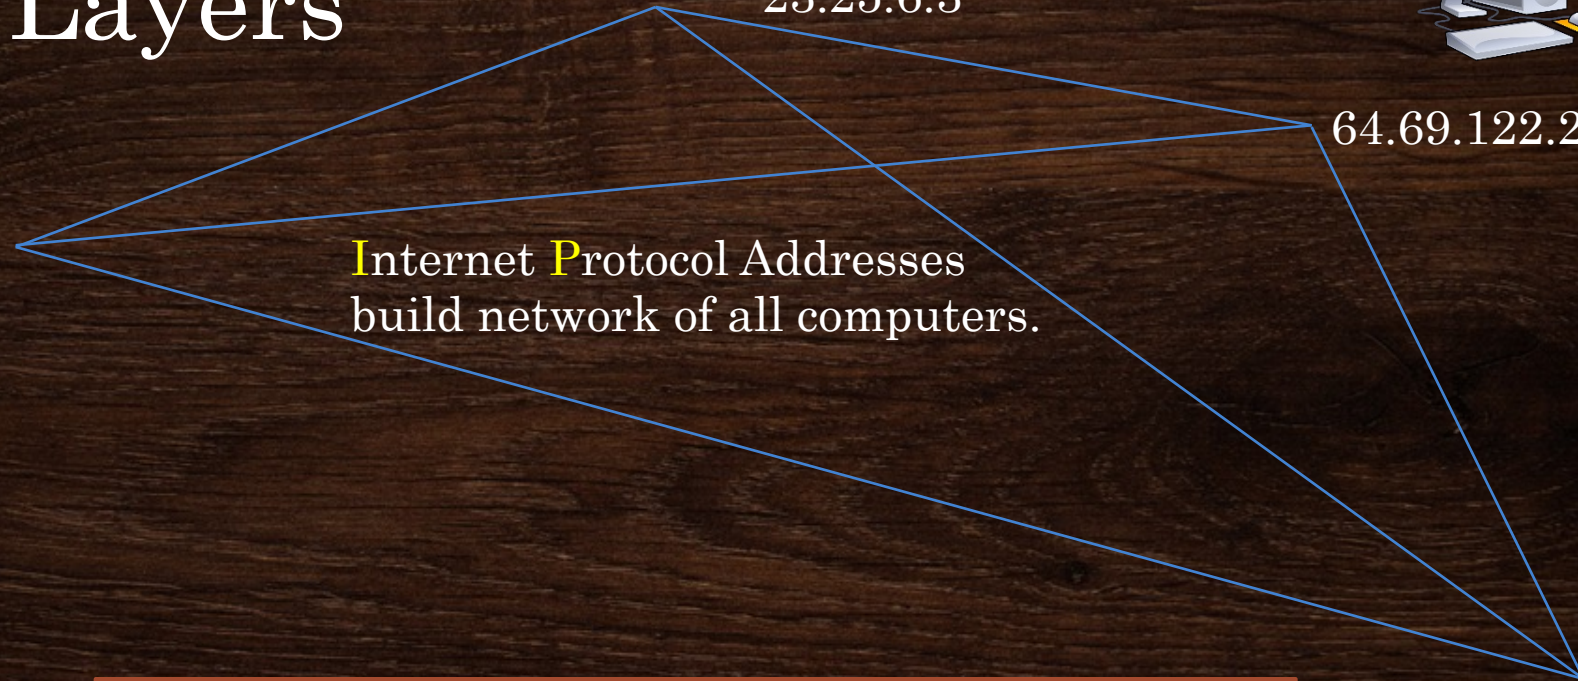 Layers
64.69.122.2
Internet Protocol Addresses
build network of all computers.